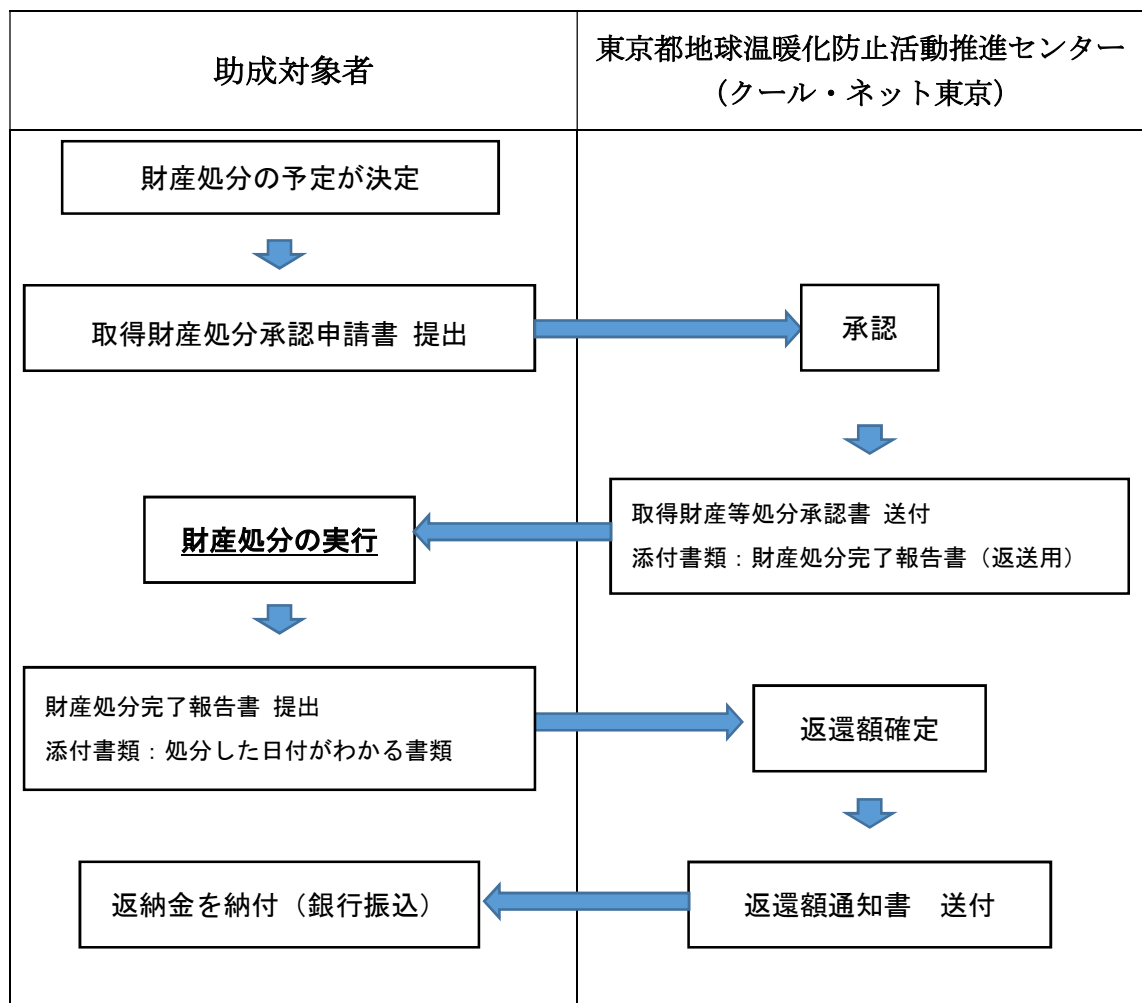 助成対象者
東京都地球温暖化防止活動推進センター
（クール・ネット東京）
財産処分の予定が決定
取得財産処分承認申請書 提出
承認
取得財産等処分承認書 送付
添付書類：財産処分完了報告書（返送用）
財産処分の実行
財産処分完了報告書 提出
添付書類：処分した日付がわかる書類
返還額確定
返還額通知書　送付
返納金を納付（銀行振込）